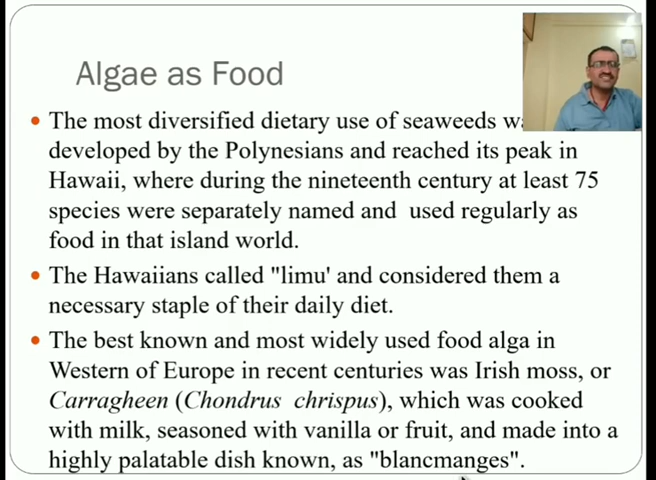 Algae as Food
The most diversified dietary use of seaweeds
developed by the Polynesians and reached its peak in
Hawaii, where during the nineteenth century at least 75
species were separately named and used regularly as
food in that island world.
The Hawaiians called "limu' and considered them a
necessary staple of their daily diet.
The best known and most widely used food alga in
Western of Europe in recent centuries was Irish moss, or
Carragheen (Chondrus chrispus), which was cooked
with milk, seasoned with vanilla or fruit, and made into a
highly palatable dish known, as "blancmanges".